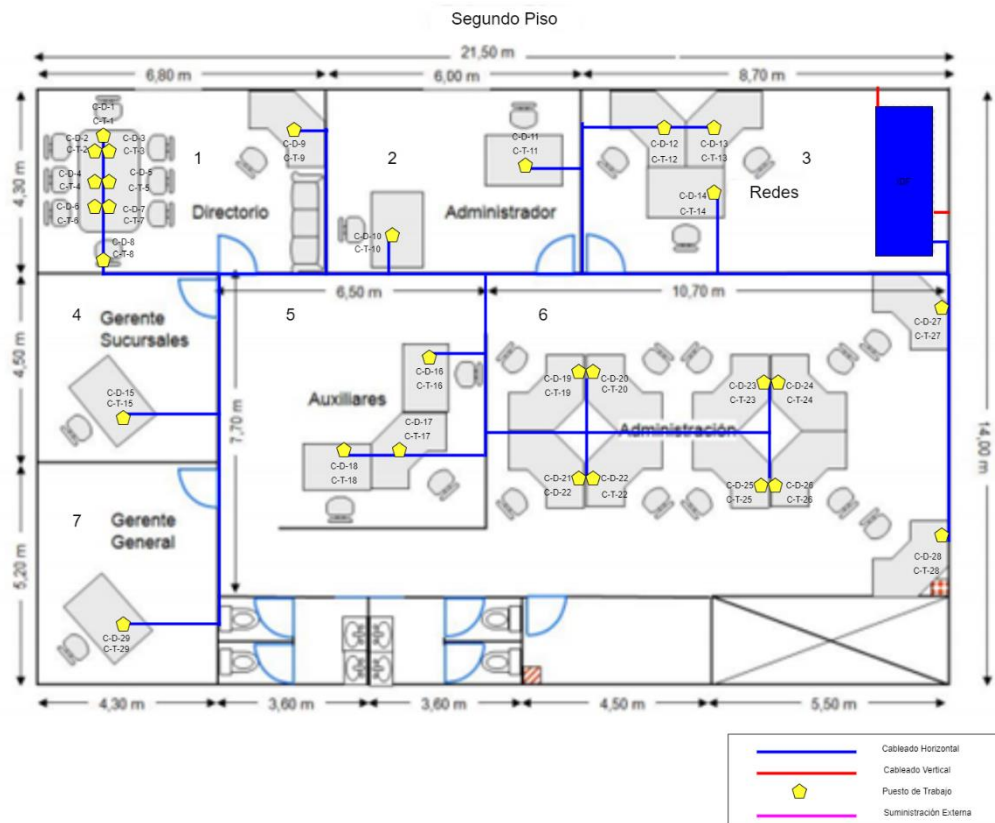 Segundo Piso
21,50 m
6,80 m
6,00 m
8,70 m
4,30 m
C-D-1
C-T-1
C-D-2
C-T-2
C-D-3
C-T-3
C-D-4
C-T-4
C-D-5
C-T-5
C-D-6
C-T-6
C-D-7
C-T-7
C-D-8
C-T-8
1
C-D-9
C-T-9
Directorio
2
C-D-11
C-T-11
Administrador
C-D-10
C-T-10
C-D-12
C-T-12
C-D-13
C-T-13
3
Redes
C-D-14
C-T-14
14,00 m
4,50 m
4
Gerente
Sucursales
C-D-15
C-T-15
6,50 m
10,70 m
5
6
7,70 m
C-D-16
C-T-16
Auxiliares
C-D-17
C-T-17
C-D-18
C-T-18
C-D-27
C-T-27
C-D-19
C-T-19
C-D-20
C-T-20
C-D-23
C-T-23
C-D-24
C-T-24
Administración
C-D-21
C-D-22
C-D-22
C-T-22
C-D-25
C-T-25
C-D-26
C-T-26
C-D-28
C-T-28
5,20 m
7
Gerente
General
C-D-29
C-T-29
4,30 m
3,60 m
3,60 m
4,50 m
5,50 m
Cableado Horizontal
Cableado Vertical
Puesto de Trabajo
Suministración Externa